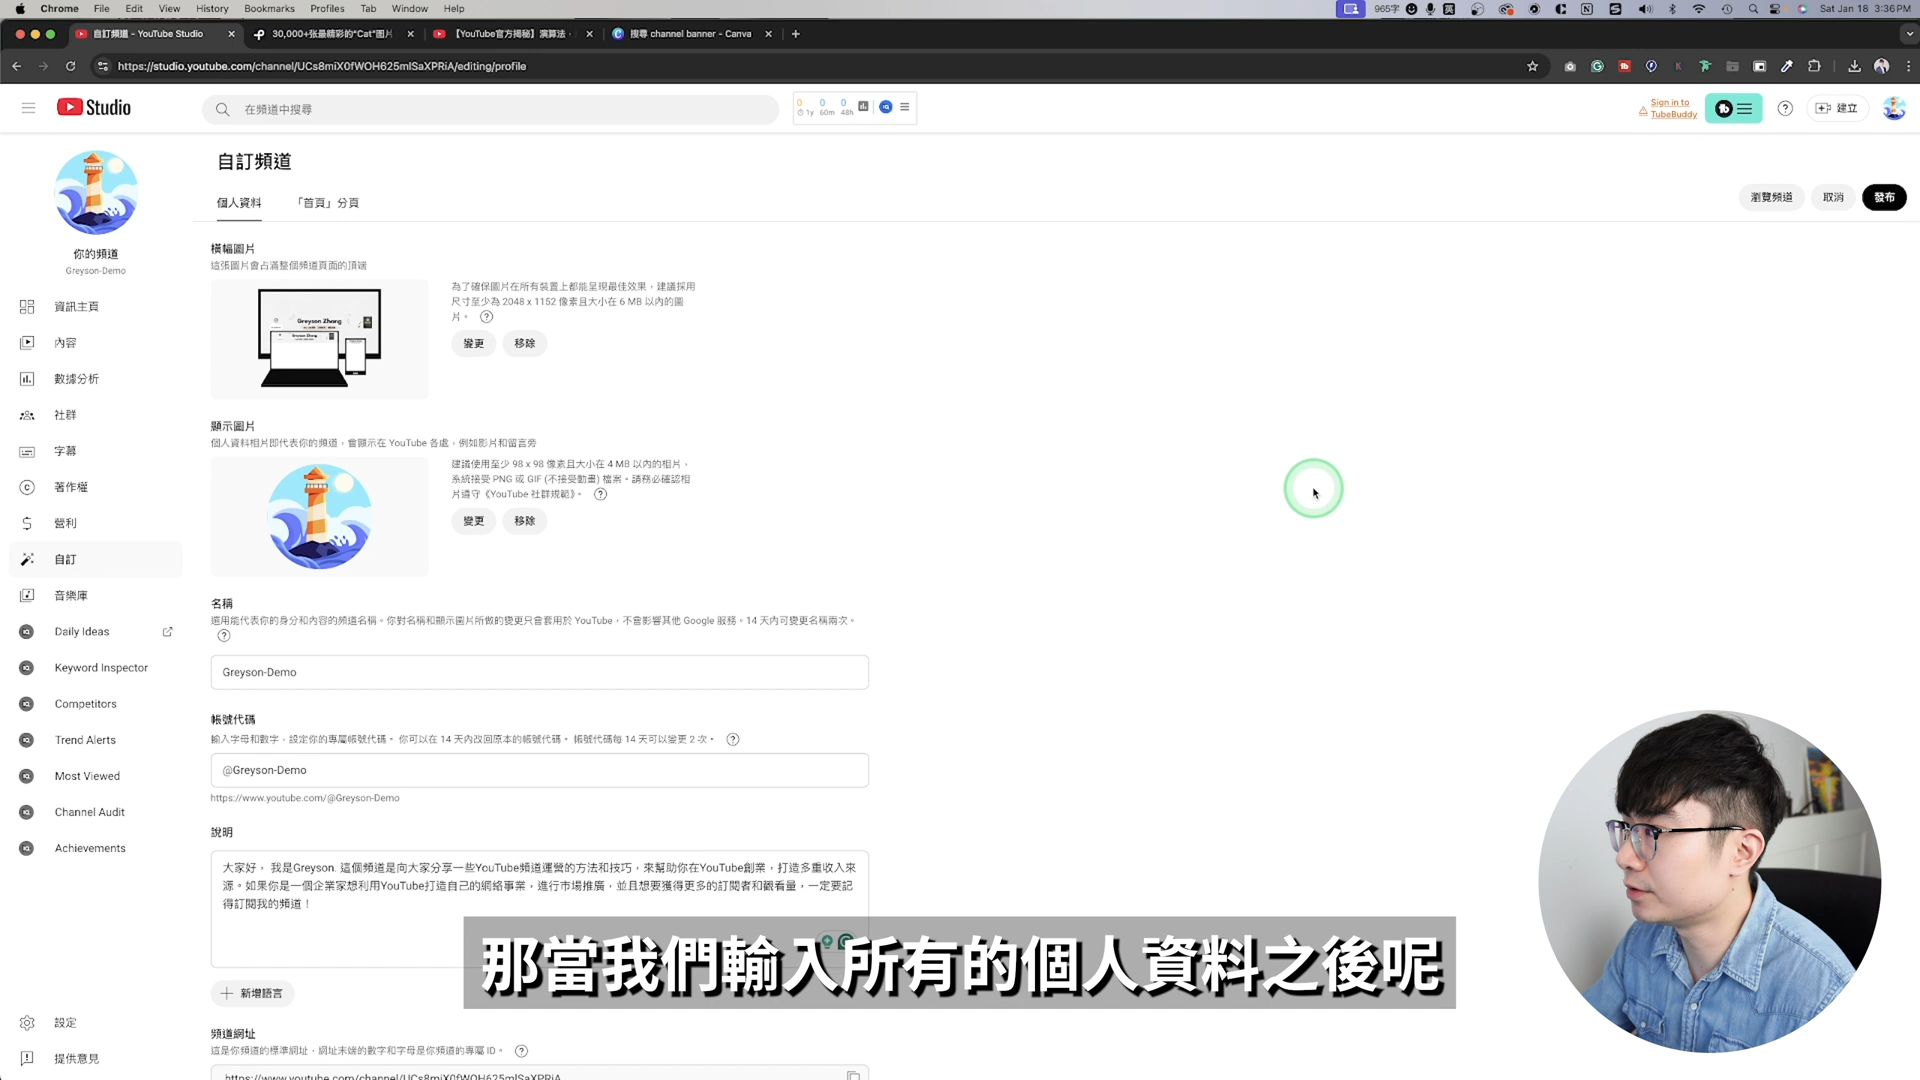 Chrome File Edit View History Bookmarks Profiles Tab Window Help
965字
Sat Jan 18 3:36 PM
自訂頻道 - YouTube Studio
30,000+张最精彩的"Cat"图片
【YouTube官方揭秘】演算法 ·
搜尋 channel banner - Canva
https://studio.youtube.com/channel/UCs8miX0fWOH625mlSaXPRiA/editing/profile
Studio
在頻道中搜尋
0 0 0
1y 60m 48h
Sign in to
TubeBuddy
建立
自訂頻道
個人資料
「首頁」分頁
瀏覽頻道
取消
發布
你的頻道
Greyson-Demo
資訊主頁
內容
數據分析
社群
字幕
著作權
營利
自訂
音樂庫
Daily Ideas
Keyword Inspector
Competitors
Trend Alerts
Most Viewed
Channel Audit
Achievements
設定
提供意見
橫幅圖片
這張圖片會占滿整個頻道頁面的頂端
Greyson Zhang
Greyson Zhang
為了確保圖片在所有裝置上都能呈現最佳效果，建議採用
尺寸至少為 2048 x 1152 像素且大小在 6 MB 以內的圖
片。
變更
移除
顯示圖片
個人資料相片即代表你的頻道，會顯示在 YouTube 各處，例如影片和留言旁
建議使用至少 98 x 98 像素且大小在 4 MB 以內的相片，
系統接受 PNG 或 GIF (不接受動畫) 檔案。請務必確認相
片遵守《YouTube 社群規範》。
變更
移除
名稱
選用能代表你的身分和內容的頻道名稱。你對名稱和顯示圖片所做的變更只會套用於 YouTube，不會影響其他 Google 服務。14 天內可變更名稱兩次。
Greyson-Demo
帳號代碼
輸入字母和數字，設定你的專屬帳號代碼。 你可以在 14 天內改回原本的帳號代碼。 帳號代碼每 14 天可以變更 2 次。
@Greyson-Demo
https://www.youtube.com/@Greyson-Demo
說明
大家好， 我是Greyson. 這個頻道是向大家分享一些YouTube頻道運營的方法和技巧，來幫助你在YouTube創業，打造多重收入來
源。如果你是一個企業家想利用YouTube打造自己的網絡事業，進行市場推廣，並且想要獲得更多的訂閱者和觀看量，一定要記
得訂閱我的頻道！
新增語言
頻道網址
這是你頻道的標準網址，網址末端的數字和字母是你頻道的專屬 ID。
https://www.youtube.com/channel/UCs8miX0fWOH625mlSaXPRiA
那當我們輸入所有的個人資料之後呢